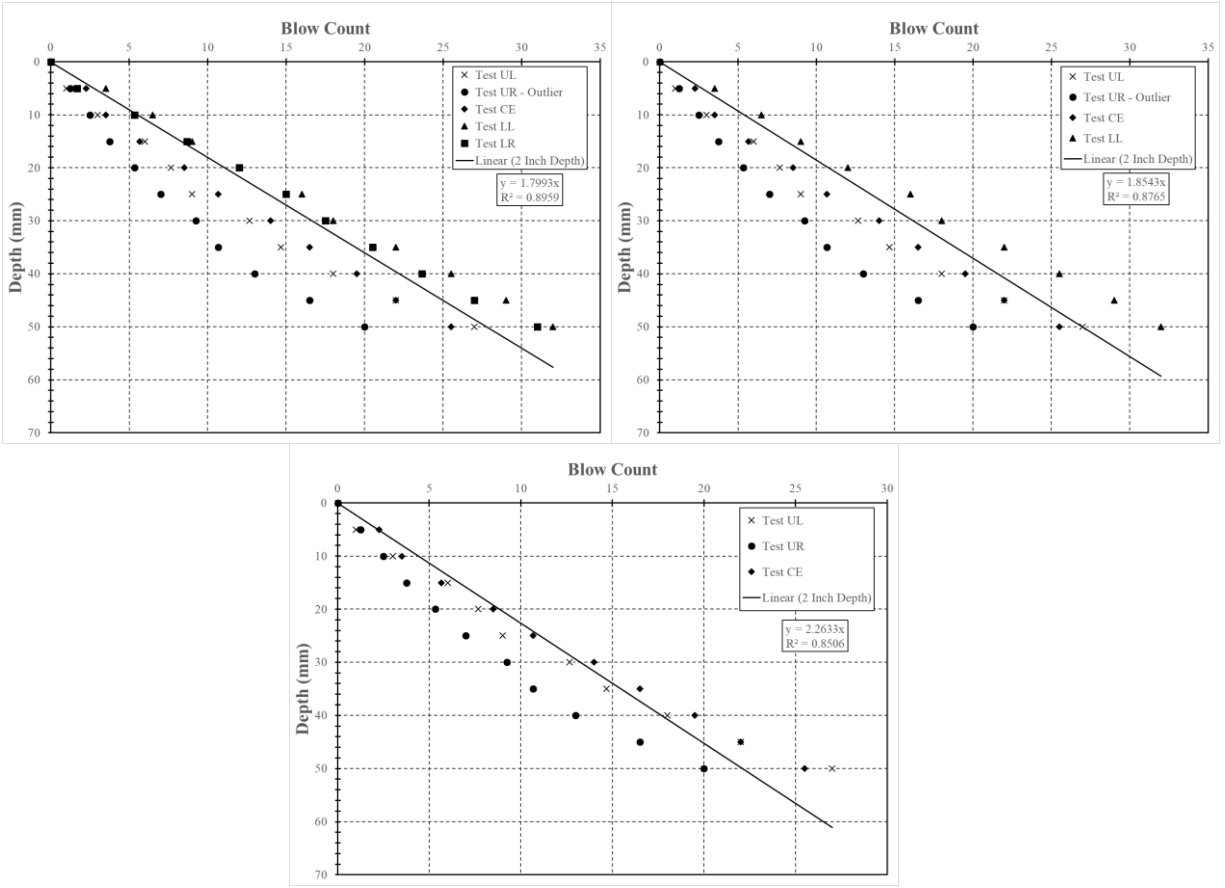 Blow Count
0 5 10 15 20 25 30 35
0
10
20
30
40
50
60
70
Depth (mm)
Test UL
Test UR - Outlier
Test CE
Test LL
Test LR
Linear (2 Inch Depth)
y = 1.7993x
R² = 0.8959
Blow Count
0 5 10 15 20 25 30 35
0
10
20
30
40
50
60
70
Depth (mm)
Test UL
Test UR - Outlier
Test CE
Test LL
Linear (2 Inch Depth)
y = 1.8543x
R² = 0.8765
Blow Count
0 5 10 15 20 25 30
0
10
20
30
40
50
60
70
Depth (mm)
Test UL
Test UR
Test CE
Linear (2 Inch Depth)
y = 2.2633x
R² = 0.8506